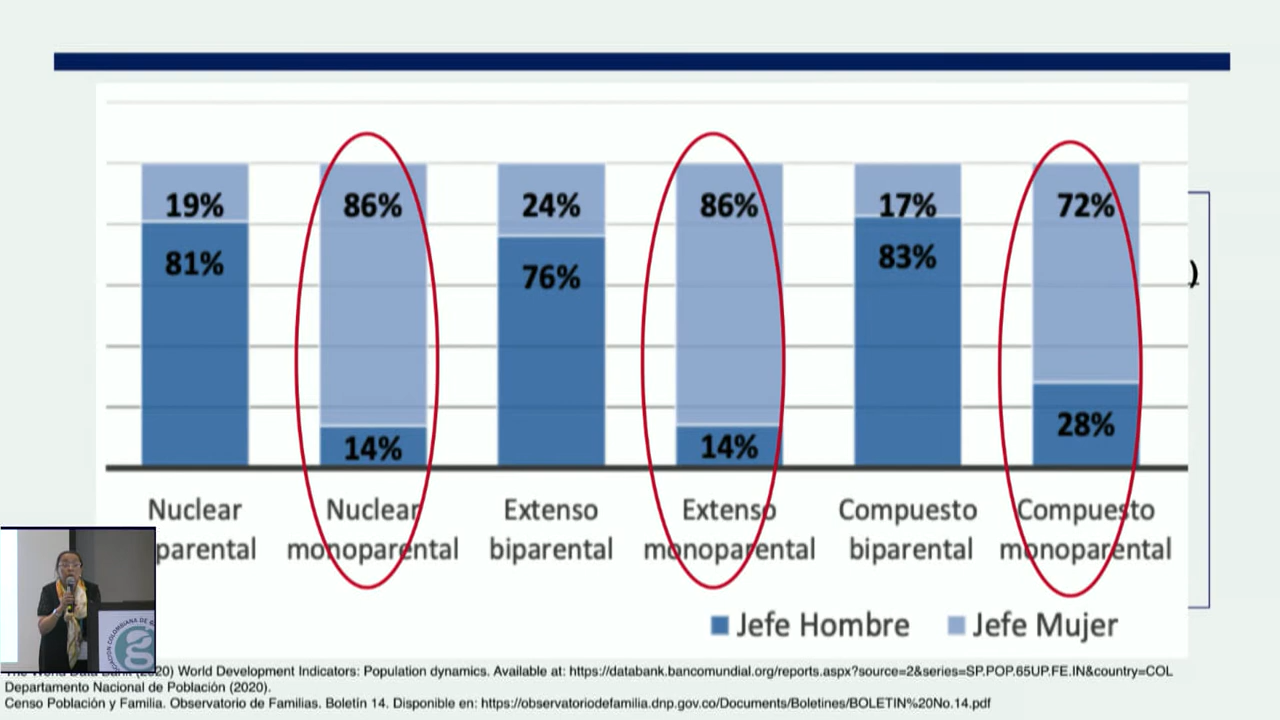 19%
86%
24%
86%
17%
72%
81%
76%
83%
14%
14%
28%
)
Nuclear
parental
Nuclear
monoparental
Extenso
biparental
Extenso
monoparental
Compuesto
biparental
Compuesto
monoparental
Jefe Hombre
Jefe Mujer
World Development Indicators: Population dynamics. Available at: https://databank.bancomundial.org/reports.aspx?source=2&series=SP.POP.65UP.FE.IN&country=COL
Departamento Nacional de Población (2020).
Censo Población y Familia. Observatorio de Familias. Boletín 14. Disponible en: https://observatoriodefamilia.dnp.gov.co/Documents/Boletines/BOLETIN%20No.14.pdf